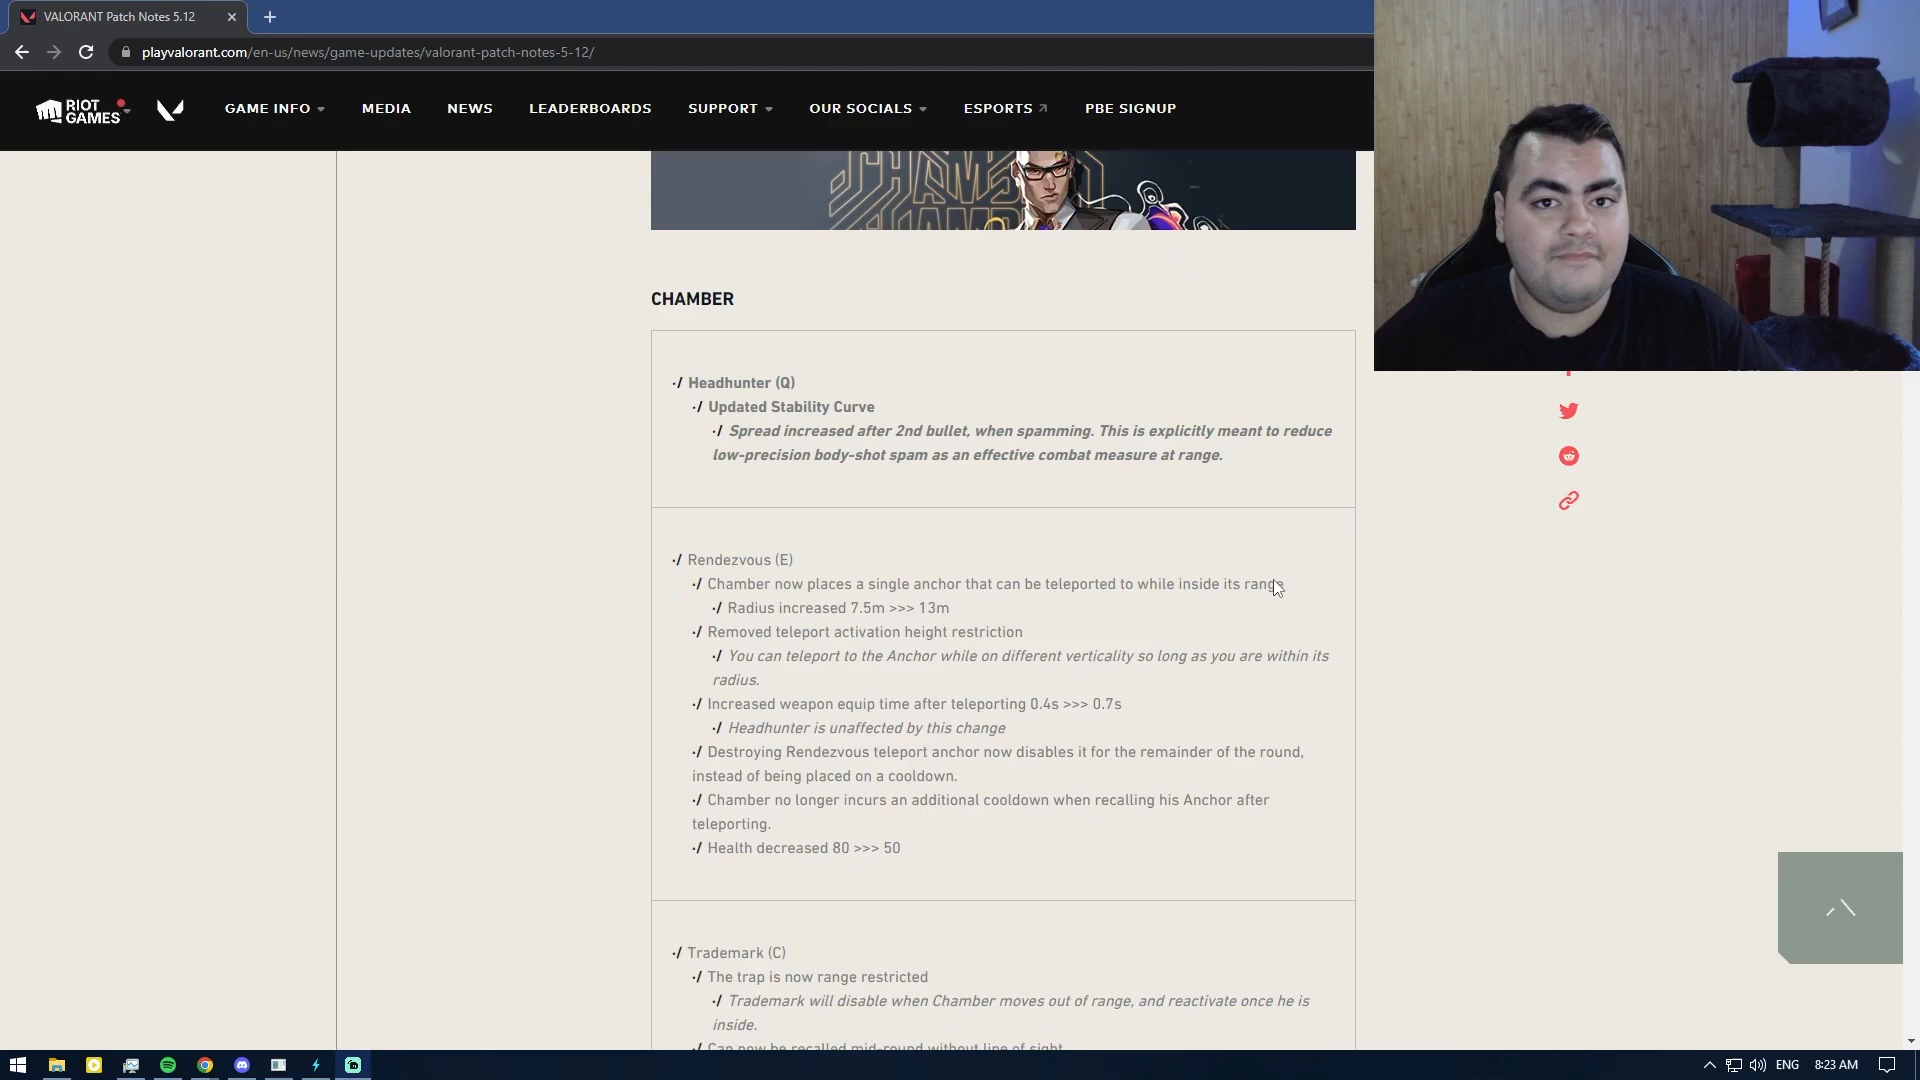 VALORANT Patch Notes 5.12
playvalorant.com/en-us/news/game-updates/valorant-patch-notes-5-12/
RIOT GAMES
GAME INFO MEDIA NEWS LEADERBOARDS SUPPORT OUR SOCIALS ESPORTS PBE SIGNUP
CHAMBER
·/ Headhunter (Q)
·/ Updated Stability Curve
·/ Spread increased after 2nd bullet, when spamming. This is explicitly meant to reduce
low-precision body-shot spam as an effective combat measure at range.
·/ Rendezvous (E)
·/ Chamber now places a single anchor that can be teleported to while inside its range
·/ Radius increased 7.5m >>> 13m
·/ Removed teleport activation height restriction
·/ You can teleport to the Anchor while on different verticality so long as you are within its
radius.
·/ Increased weapon equip time after teleporting 0.4s >>> 0.7s
·/ Headhunter is unaffected by this change
·/ Destroying Rendezvous teleport anchor now disables it for the remainder of the round,
instead of being placed on a cooldown.
·/ Chamber no longer incurs an additional cooldown when recalling his Anchor after
teleporting.
·/ Health decreased 80 >>> 50
·/ Trademark (C)
·/ The trap is now range restricted
·/ Trademark will disable when Chamber moves out of range, and reactivate once he is
inside.
·/ Can now be recalled mid-round without line of sight
ENG 8:23 AM